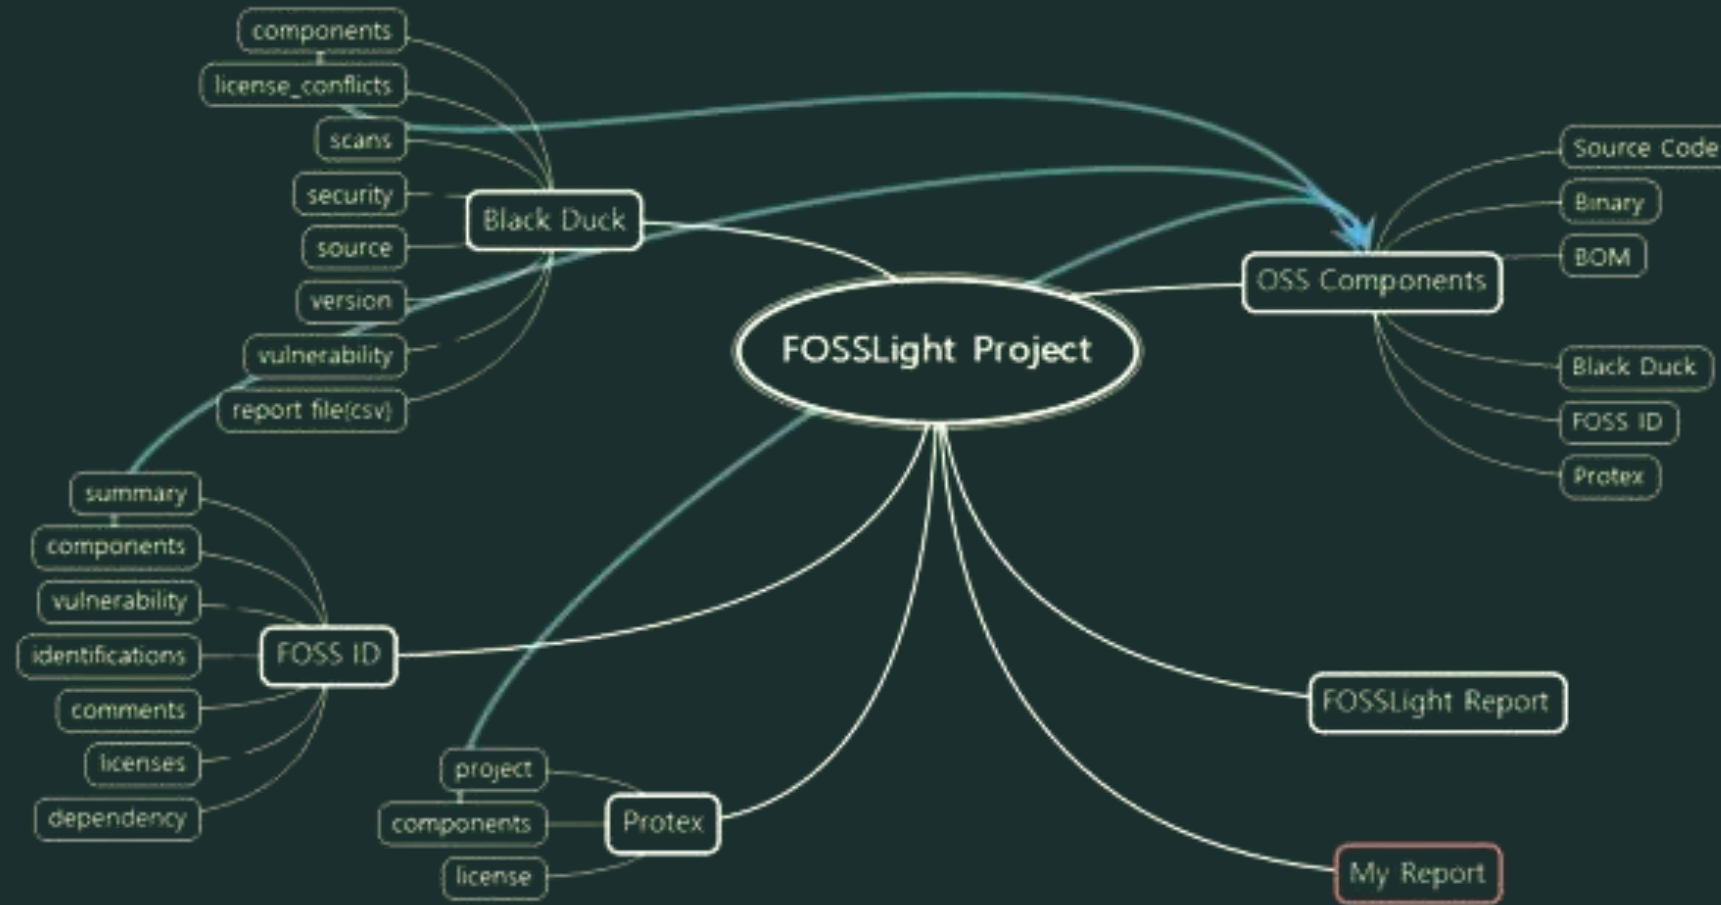 components
license_conflicts
scans
security
source
version
vulnerability
report file(csv)
Black Duck
FOSSLight Project
OSS Components
Source Code
Binary
BOM
Black Duck
FOSS ID
Protex
summary
components
vulnerability
identifications
comments
licenses
dependency
FOSS ID
project
components
license
Protex
FOSSLight Report
My Report